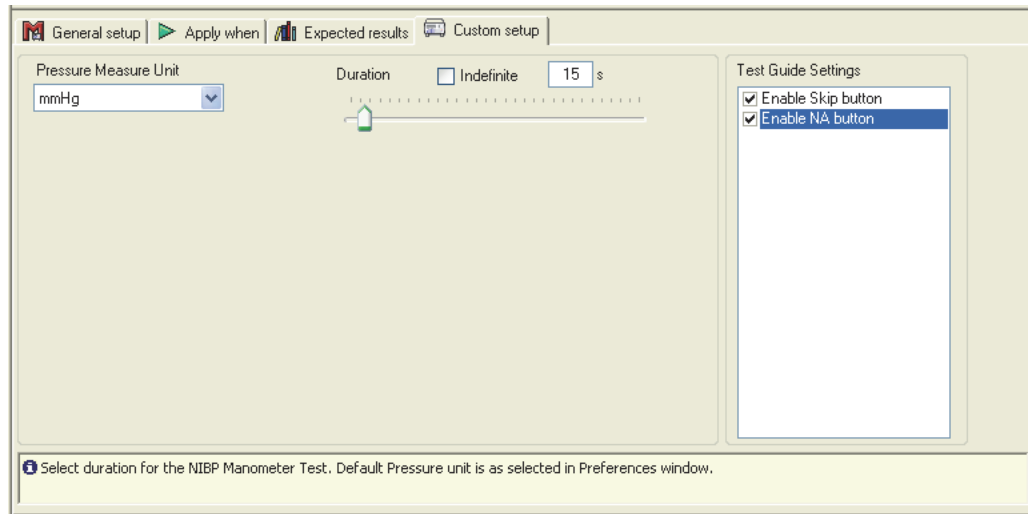 General setup
Apply when
Expected results
Custom setup
Pressure Measure Unit
mmHg
Duration
Indefinite
15 s
Test Guide Settings
Enable Skip button
Enable NA button
Select duration for the NIBP Manometer Test. Default Pressure unit is as selected in Preferences window.